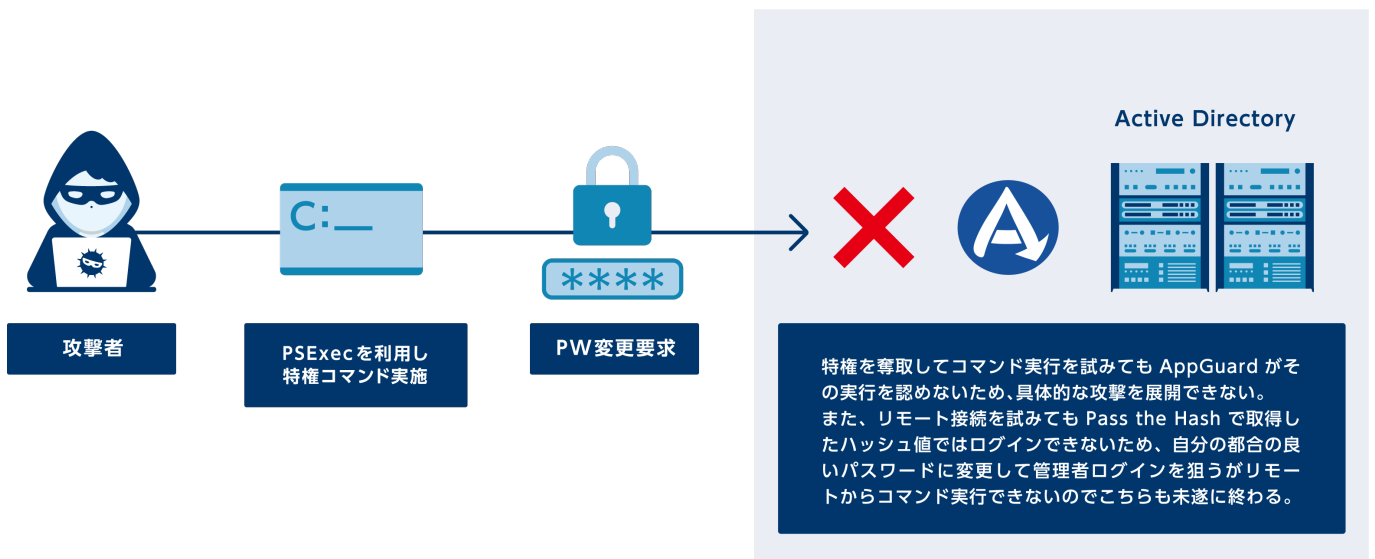 Active Directory
C:__
****
攻撃者
PSExecを利用し
特権コマンド実施
PW変更要求
特権を奪取してコマンド実行を試みても AppGuard がそ
の実行を認めないため、具体的な攻撃を展開できない。
また、リモート接続を試みても Pass the Hash で取得し
たハッシュ値ではログインできないため、自分の都合の良
いパスワードに変更して管理者ログインを狙うがリモー
トからコマンド実行できないのでこちらも未遂に終わる。